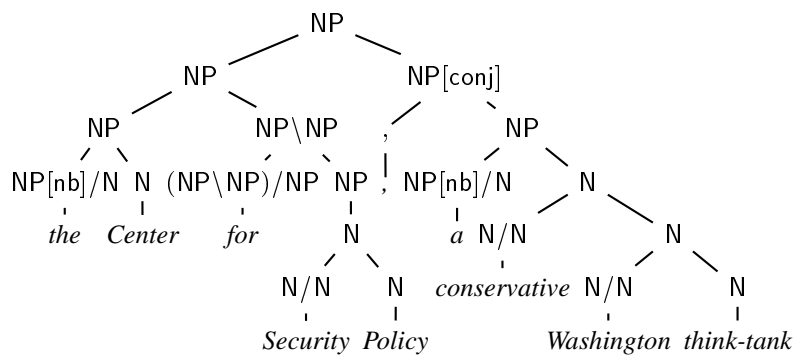 NP
NP NP[conj]
NP NP\NP , NP
NP[nb]/N N (NP\NP)/NP NP , NP[nb]/N N
the Center for N a N/N N
N/N N conservative N/N N
Security Policy Washington think-tank